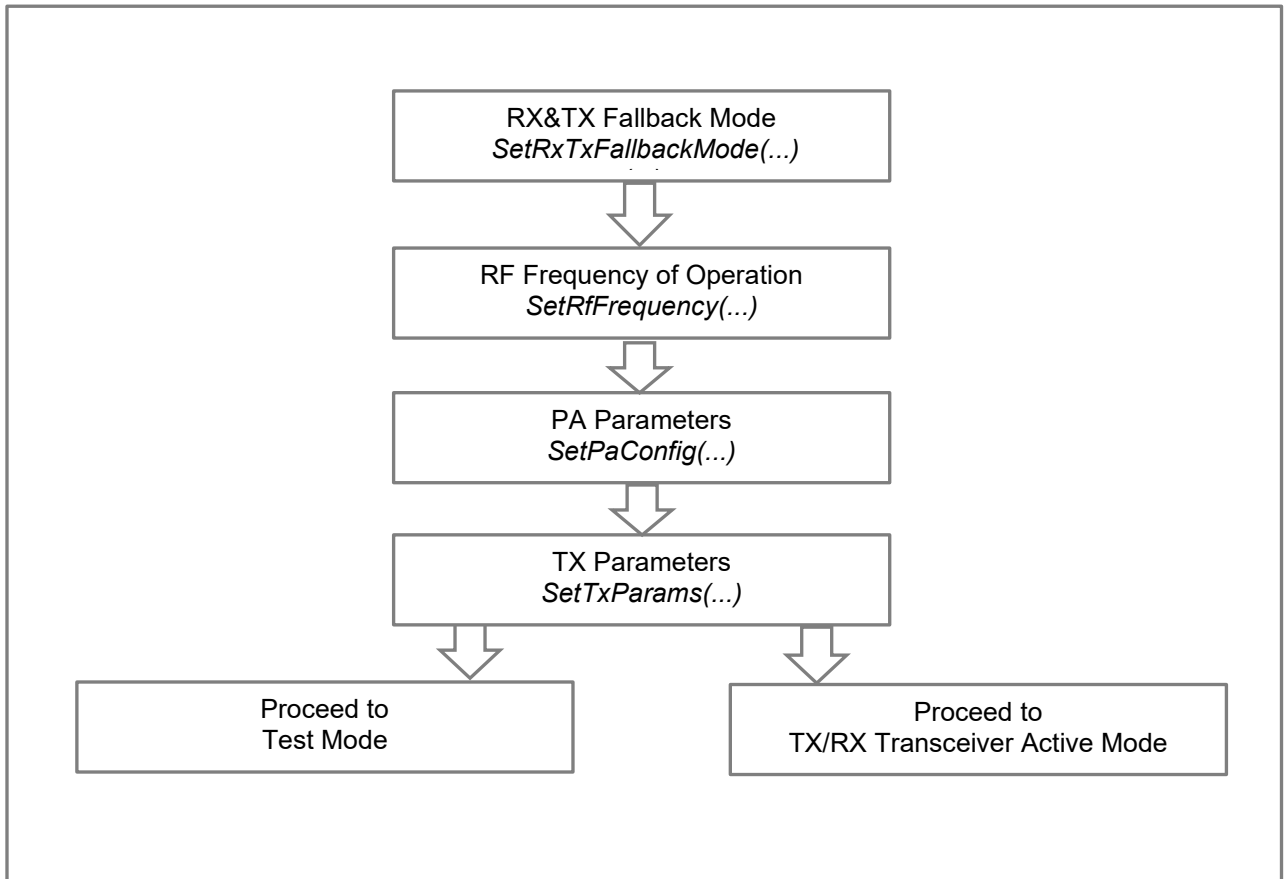 RX&TX Fallback Mode
SetRxTxFallbackMode(...)
RF Frequency of Operation
SetRfFrequency(...)
PA Parameters
SetPaConfig(...)
TX Parameters
SetTxParams(...)
Proceed to
Test Mode
Proceed to
TX/RX Transceiver Active Mode